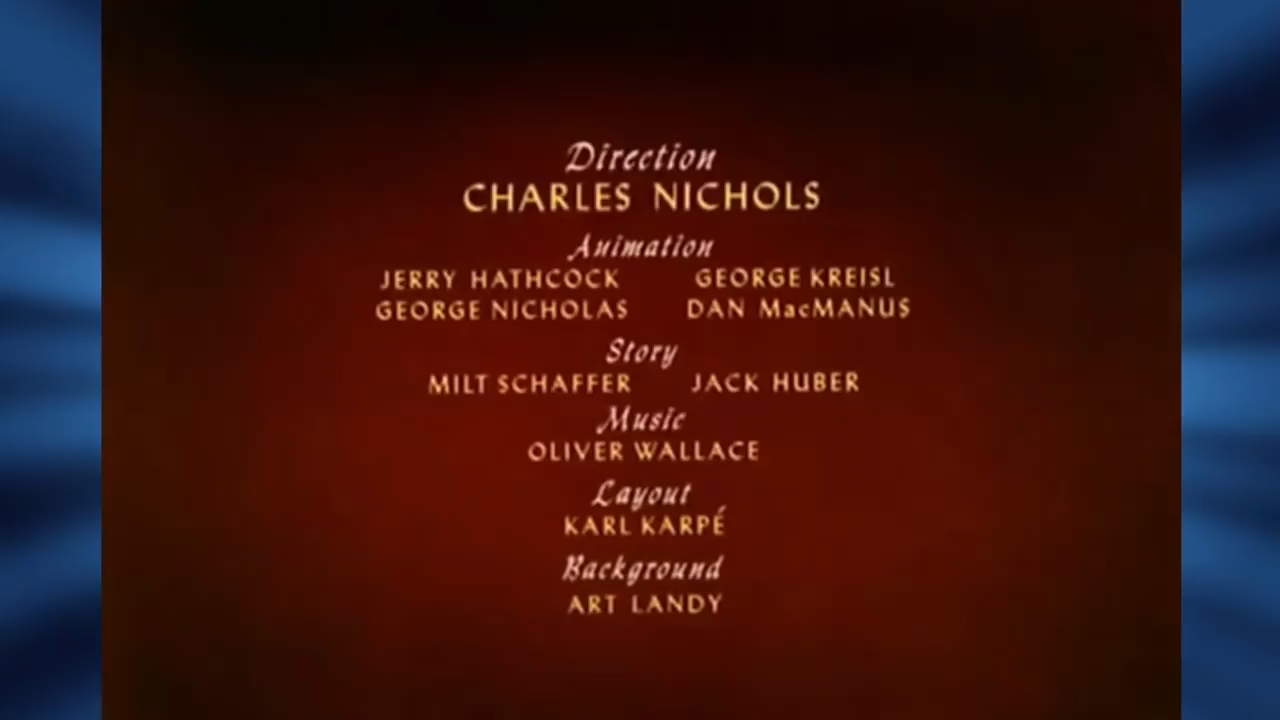 Direction
CHARLES NICHOLS
Animation
JERRY HATHCOCK GEORGE KREISL
GEORGE NICHOLAS DAN MacMANUS
Story
MILT SCHAFFER JACK HUBER
Music
OLIVER WALLACE
Layout
KARL KARPÉ
Background
ART LANDY